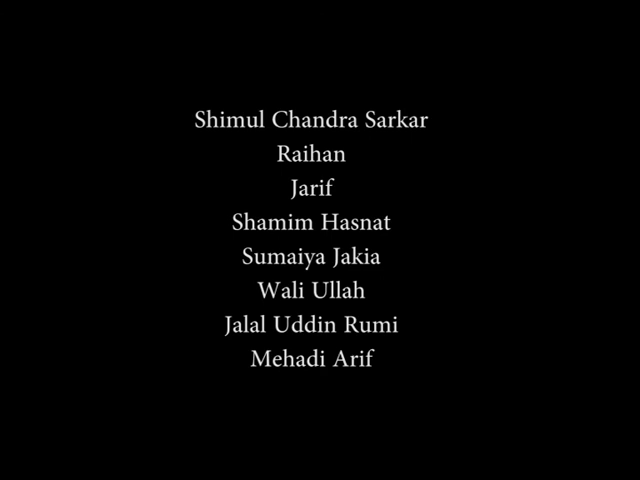 Shimul Chandra Sarkar
Raihan
Jarif
Shamim Hasnat
Sumaiya Jakia
Wali Ullah
Jalal Uddin Rumi
Mehadi Arif